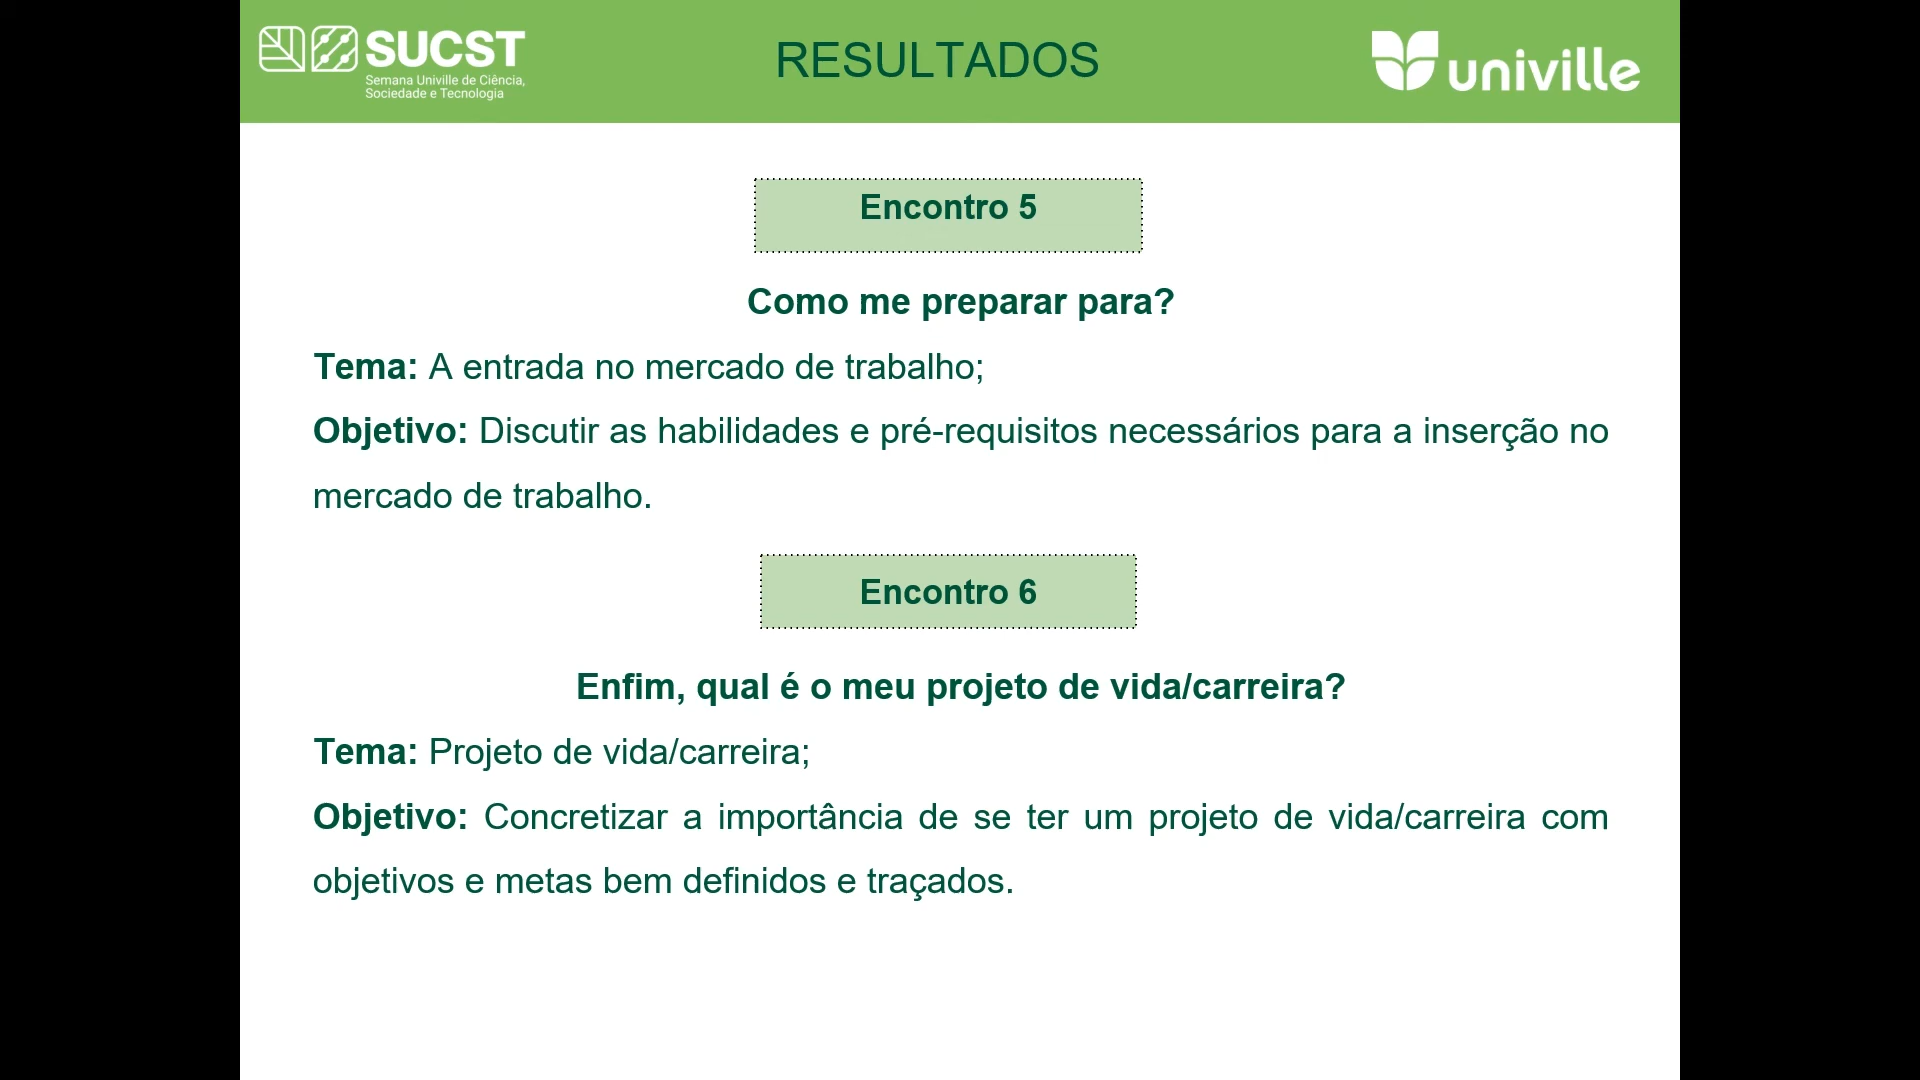 SUCST
Semana Univille de Ciência,
Sociedade e Tecnologia
RESULTADOS
univille
Encontro 5
Como me preparar para?
Tema: A entrada no mercado de trabalho;
Objetivo: Discutir as habilidades e pré-requisitos necessários para a inserção no
mercado de trabalho.
Encontro 6
Enfim, qual é o meu projeto de vida/carreira?
Tema: Projeto de vida/carreira;
Objetivo: Concretizar a importância de se ter um projeto de vida/carreira com
objetivos e metas bem definidos e traçados.